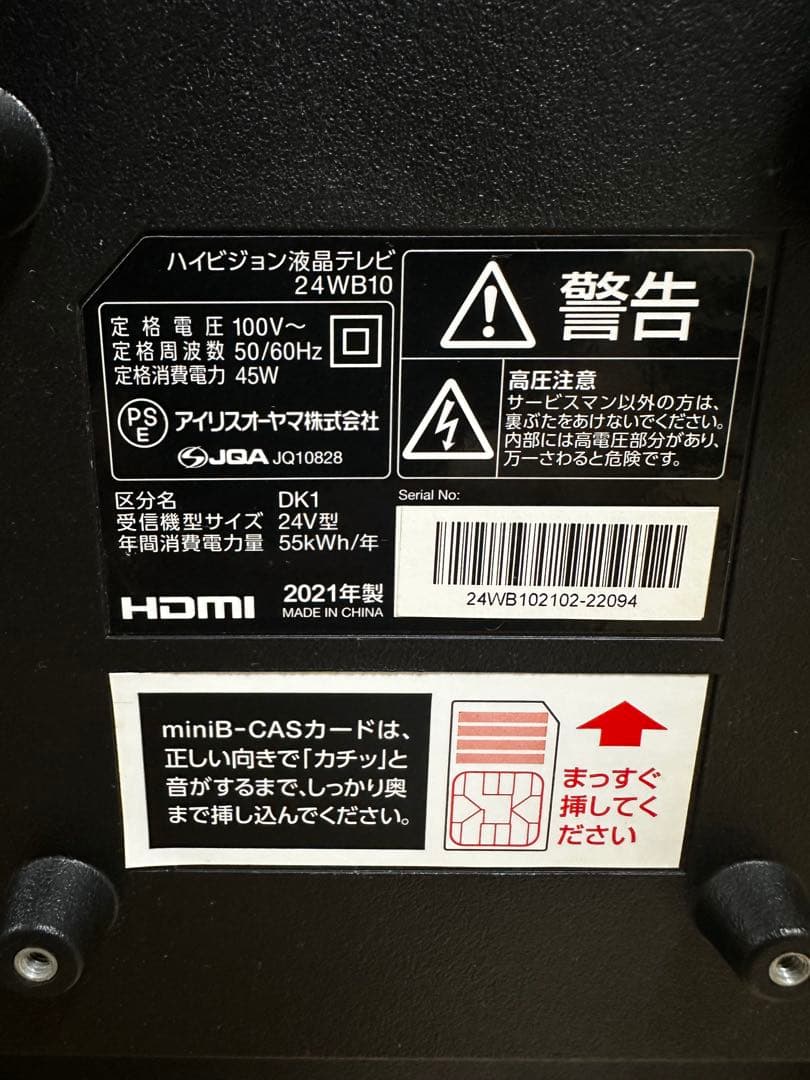 ハイビジョン液晶テレビ
24WB10
定格電圧 100V～
定格周波数 50/60Hz
定格消費電力 45W
PSE
アイリスオーヤマ株式会社
JQA JQ10828
警告
高圧注意
サービスマン以外の方は、
裏ぶたをあけないでください。
内部には高電圧部分があり、
万一さわると危険です。
区分名 DK1
受信機型サイズ 24V型
年間消費電力量 55kWh/年
HDMI
2021年製
MADE IN CHINA
Serial No:
24WB102102-22094
miniB-CASカードは、
正しい向きで「カチッ」と
音がするまで、しっかり奥
まで挿し込んでください。
まっすぐ
挿してく
ださい